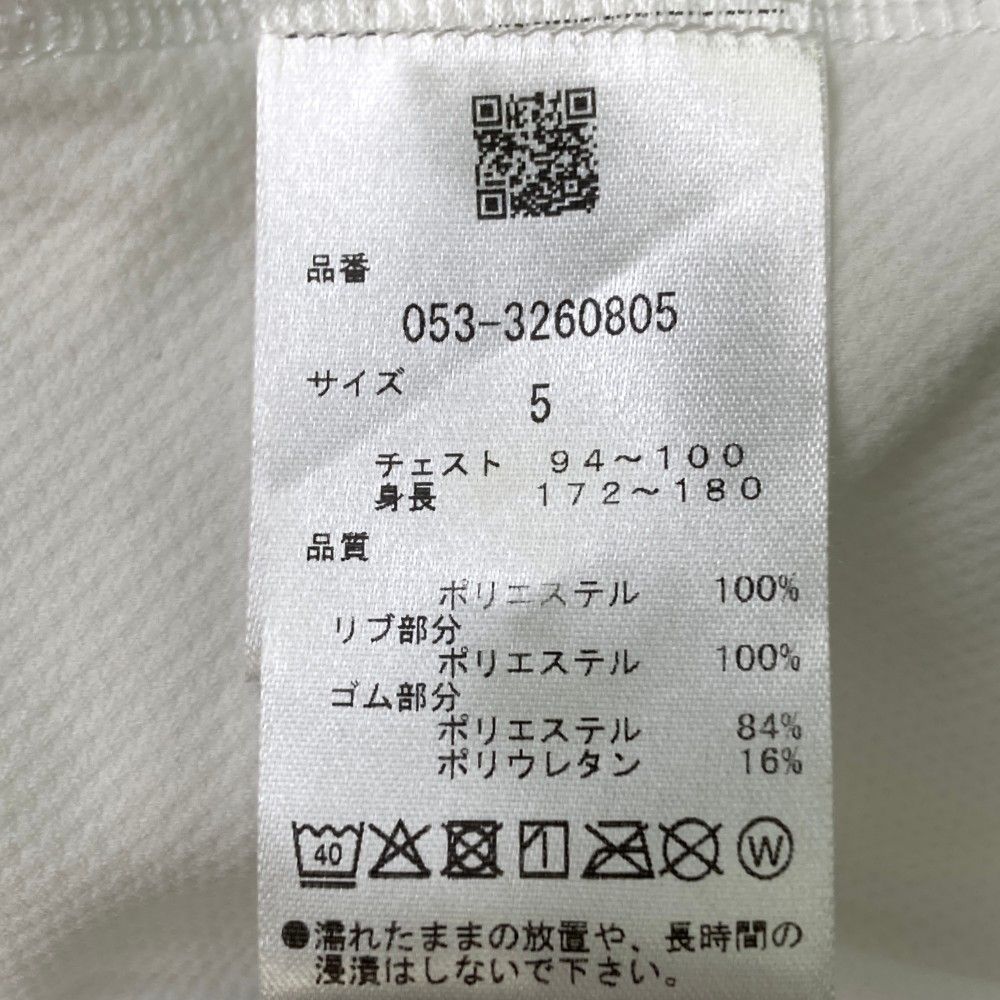 品番
053-3260805
サイズ 5
チェスト 94~100
身長 172~180
品質
ポリエステル 100%
リブ部分
ポリエステル 100%
ゴム部分
ポリエステル 84%
ポリウレタン 16%
40 W
●濡れたままの放置や、長時間の
浸漬はしないで下さい。